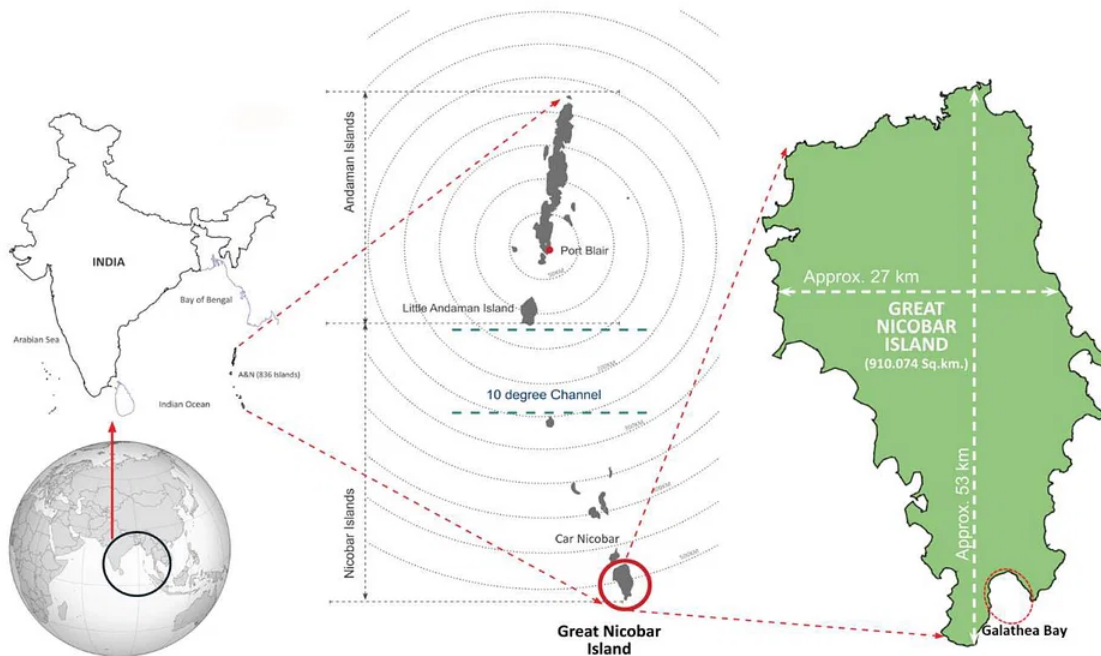 INDIA
Bay of Bengal
Arabian Sea
A&N (836 Islands)
Indian Ocean
Andaman Islands
Nicobar Islands
Port Blair
Little Andaman Island
10 degree Channel
Car Nicobar
Great Nicobar
Island
500KM
Approx. 27 km
GREAT
NICOBAR
ISLAND
(910.074 Sq.km.)
Approx. 53 km
Galathea Bay